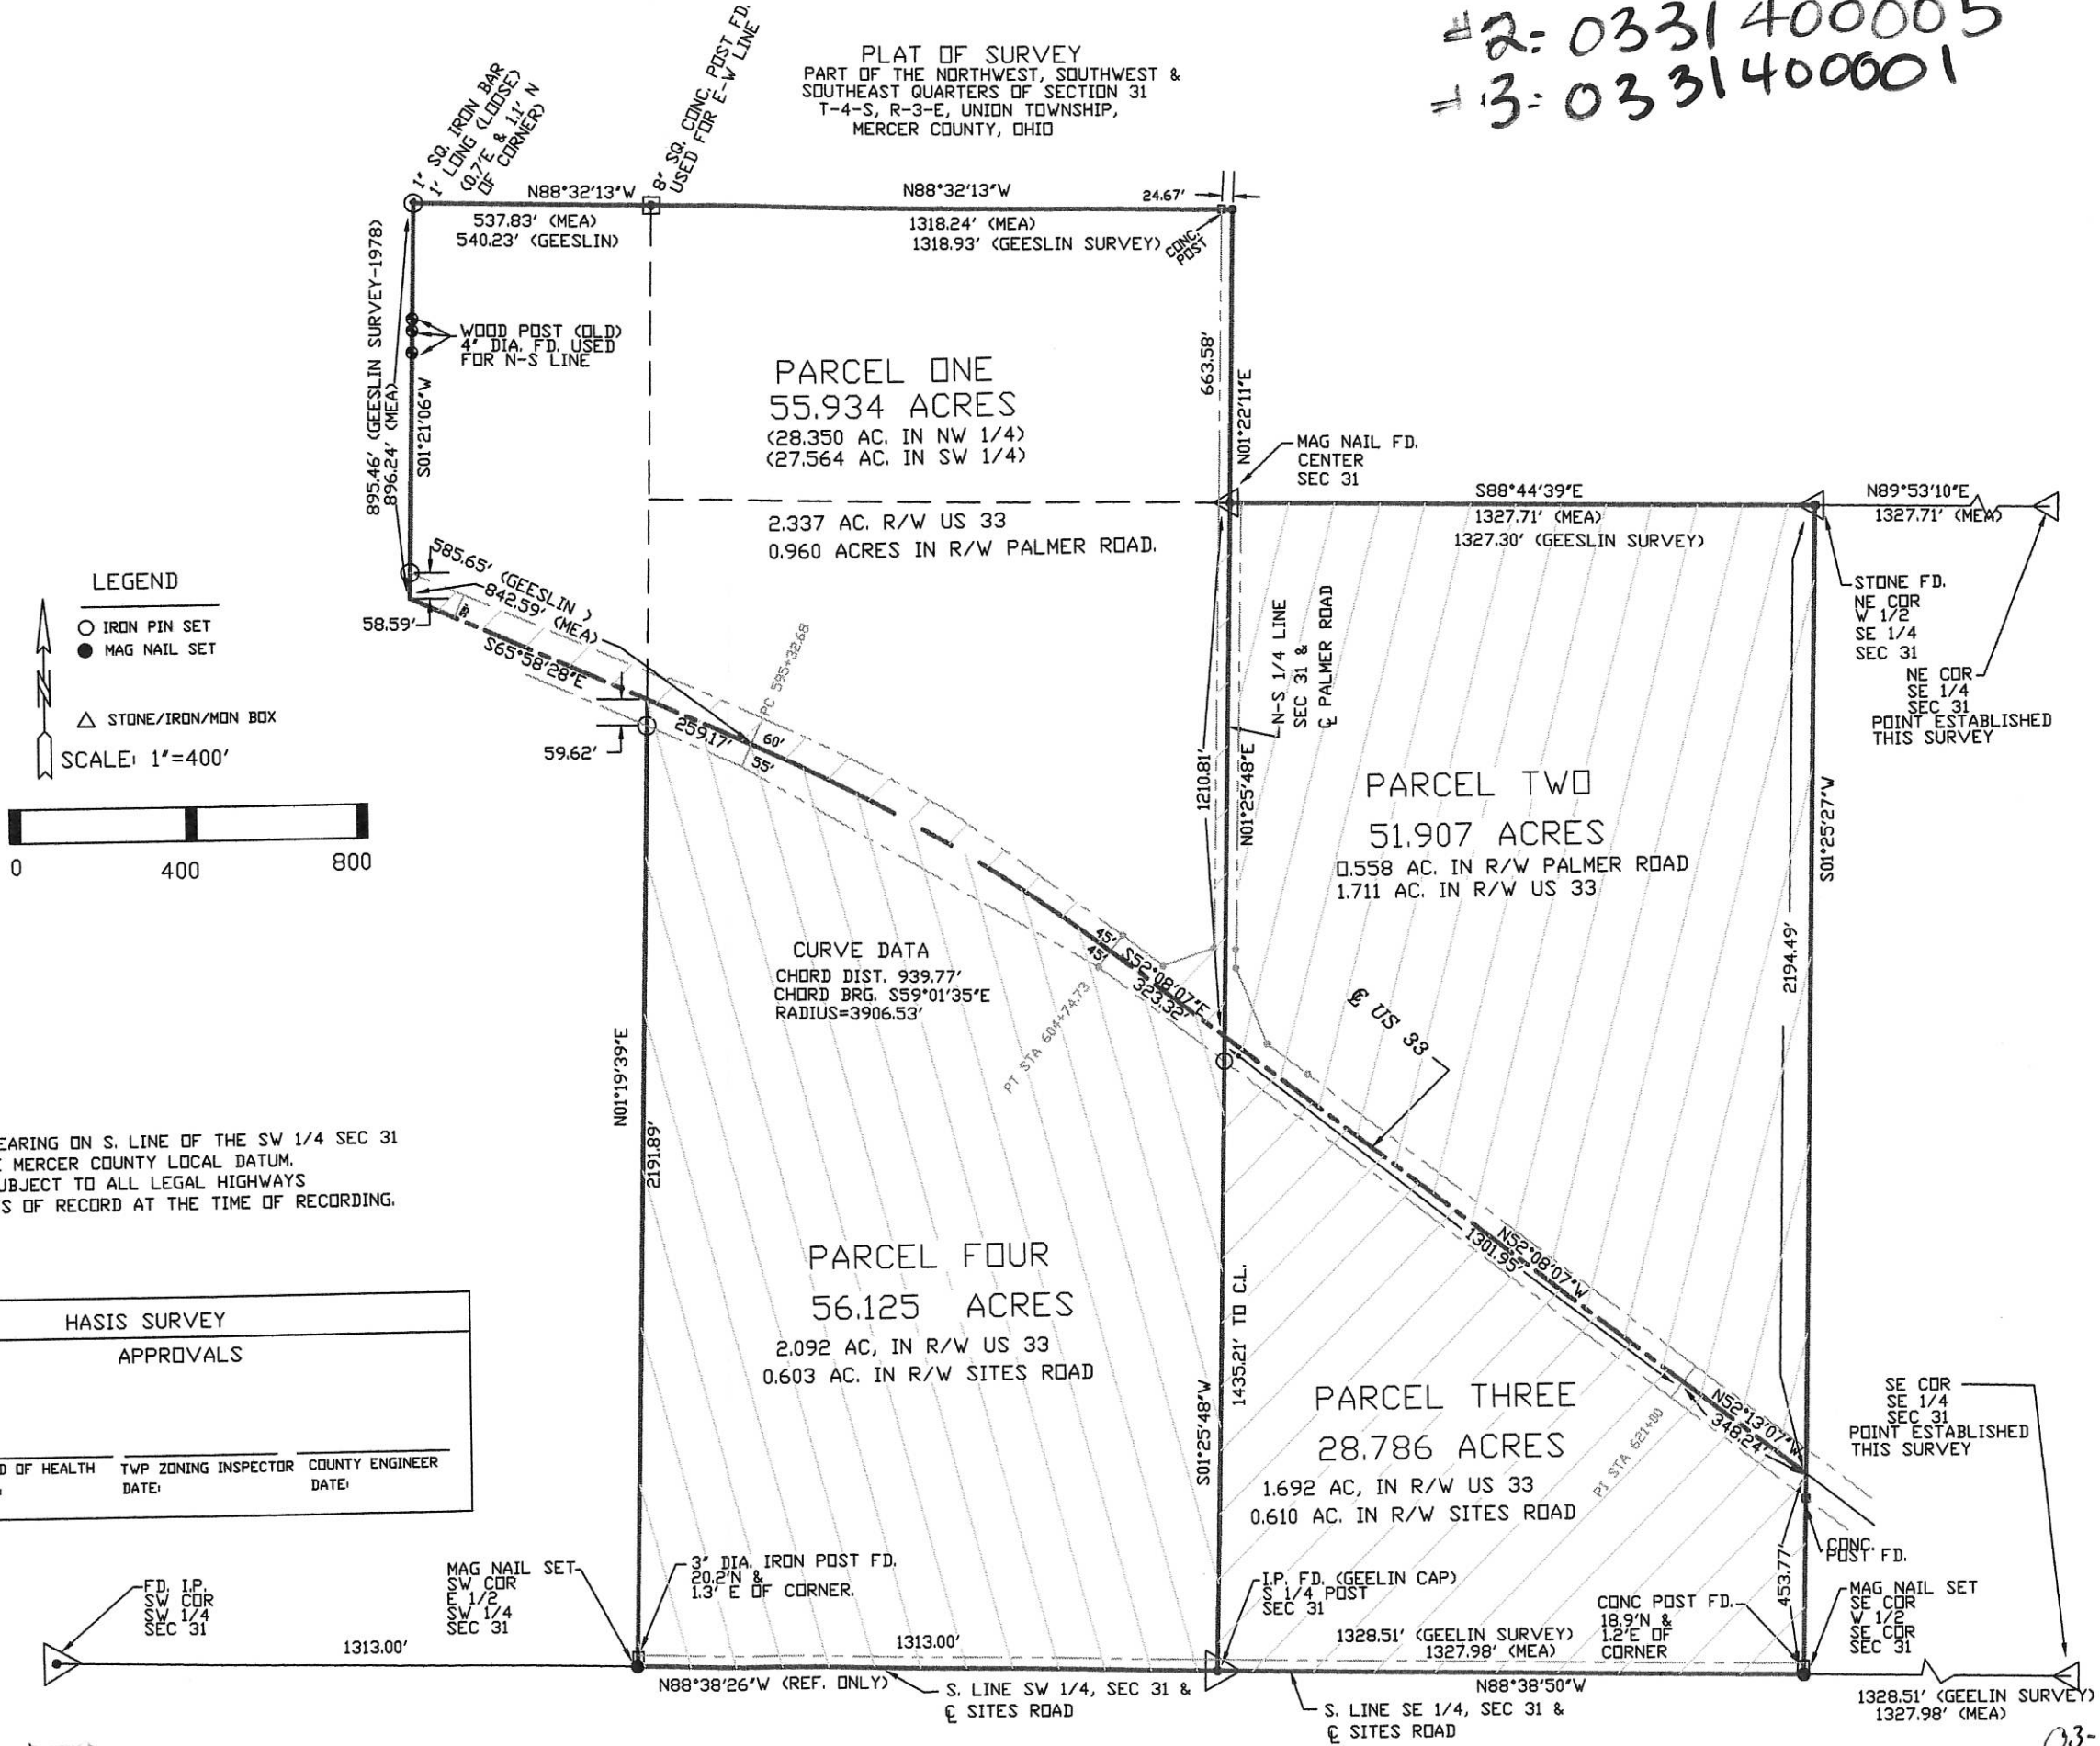 #2: 0331400005
#3: 0331400001
PLAT OF SURVEY
PART OF THE NORTHWEST, SOUTHWEST &
SOUTHEAST QUARTERS OF SECTION 31
T-4-S, R-3-E, UNION TOWNSHIP,
MERCER COUNTY, OHIO
1" SQ. IRON BAR
1' LONG (LOOSE)
(0.7'E & 1.1' N
OF CORNER)
8" SQ. CONC. POST FD.
USED FOR E-W LINE
N88°32'13"W
537.83' (MEA)
540.23' (GEESLIN)
N88°32'13"W
1318.24' (MEA)
1318.93' (GEESLIN SURVEY)
24.67'
CONC.
POST
895.46' (GEESLIN SURVEY-1978)
896.24' (MEA)
S01°21'06"W
WOOD POST (OLD)
4" DIA. FD. USED
FOR N-S LINE
PARCEL ONE
55.934 ACRES
(28.350 AC. IN NW 1/4)
(27.564 AC. IN SW 1/4)
2.337 AC. R/W US 33
0.960 ACRES IN R/W PALMER ROAD.
663.58'
N01°22'11"E
MAG NAIL FD.
CENTER
SEC 31
S88°44'39"E
1327.71' (MEA)
1327.30' (GEESLIN SURVEY)
N89°53'10"E
1327.71' (MEA)
STONE FD.
NE COR
W 1/2
SE 1/4
SEC 31
NE COR
SE 1/4
SEC 31
POINT ESTABLISHED
THIS SURVEY
LEGEND
IRON PIN SET
MAG NAIL SET
STONE/IRON/MON BOX
N
SCALE: 1"=400'
0 400 800
585.65' (GEESLIN )
842.59' (MEA)
58.59'
S65°58'28"E
59.62'
259.17'
PC 595+32.68
60'
55'
1210.81'
N01°25'48"E
N-S 1/4 LINE
SEC 31 &
℄ PALMER ROAD
PARCEL TWO
51.907 ACRES
0.558 AC. IN R/W PALMER ROAD
1.711 AC. IN R/W US 33
S01°25'27"W
2194.49'
CURVE DATA
CHORD DIST. 939.77'
CHORD BRG. S59°01'35"E
RADIUS=3906.53'
45'
45'
S52°08'07"E
323.32'
PT STA 604+74.73
℄ US 33
N01°19'39"E
2191.89'
EARING ON S. LINE OF THE SW 1/4 SEC 31
E MERCER COUNTY LOCAL DATUM.
UBJECT TO ALL LEGAL HIGHWAYS
S OF RECORD AT THE TIME OF RECORDING.
PARCEL FOUR
56.125 ACRES
2.092 AC, IN R/W US 33
0.603 AC. IN R/W SITES ROAD
1435.21' TO C.L.
S01°25'48"W
N52°08'07"W
1301.95'
N52°13'07"W
348.24'
PI STA 621+00
PARCEL THREE
28.786 ACRES
1.692 AC, IN R/W US 33
0.610 AC. IN R/W SITES ROAD
HASIS SURVEY
APPROVALS
D OF HEALTH TWP ZONING INSPECTOR COUNTY ENGINEER
DATE: DATE:
SE COR
SE 1/4
SEC 31
POINT ESTABLISHED
THIS SURVEY
CONC.
POST FD.
453.77'
FD. I.P.
SW COR
SW 1/4
SEC 31
MAG NAIL SET
SW COR
E 1/2
SW 1/4
SEC 31
3" DIA. IRON POST FD.
20.2'N &
1.3' E OF CORNER.
I.P. FD. (GEELIN CAP)
S 1/4 POST
SEC 31
CONC POST FD.
18.9'N &
1.2'E OF
CORNER
MAG NAIL SET
SE COR
W 1/2
SE COR
SEC 31
1313.00'
1313.00'
1328.51' (GEELIN SURVEY)
1327.98' (MEA)
N88°38'26"W (REF. ONLY)
S. LINE SW 1/4, SEC 31 &
℄ SITES ROAD
N88°38'50"W
S. LINE SE 1/4, SEC 31 &
℄ SITES ROAD
1328.51' (GEELIN SURVEY)
1327.98' (MEA)
03-